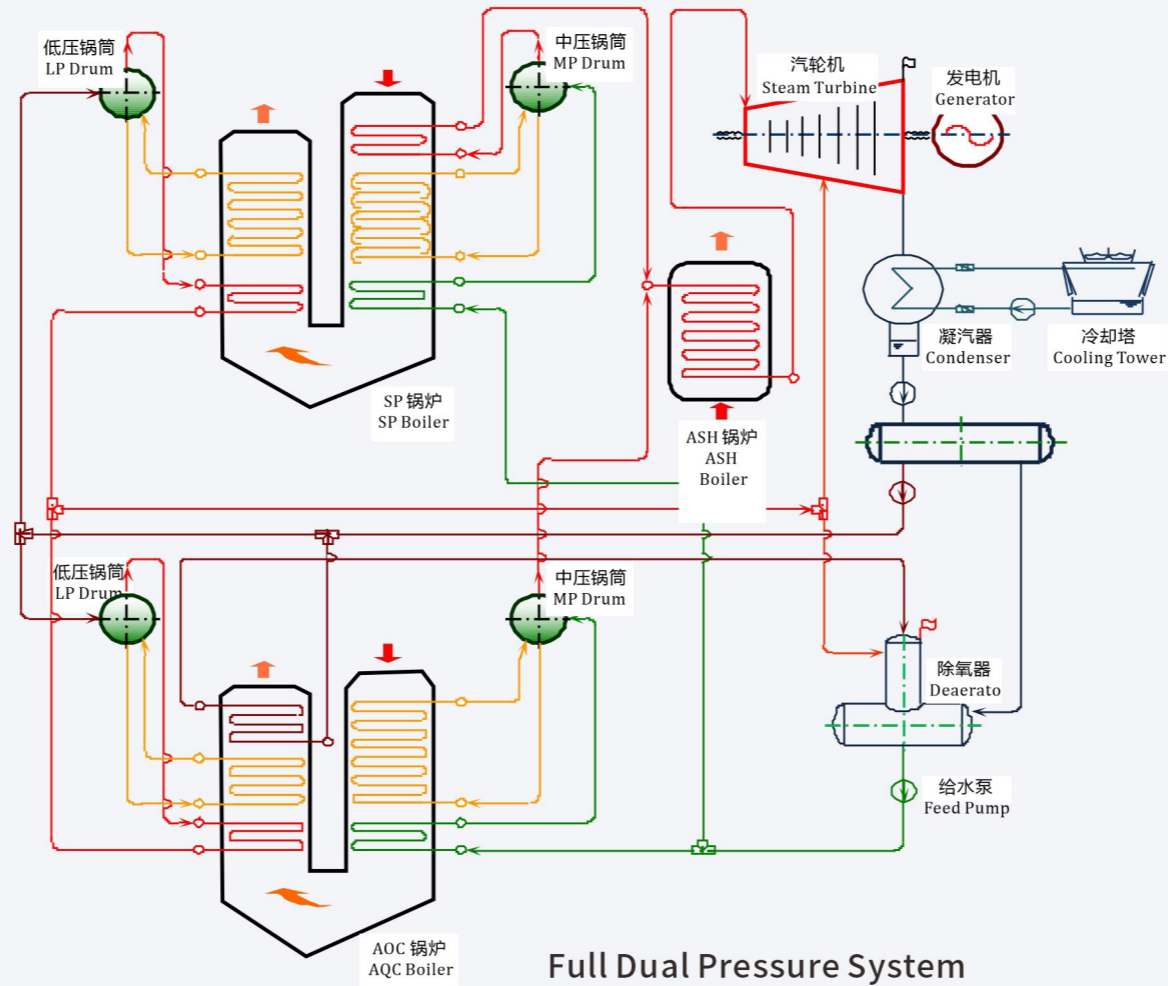 低压锅筒
LP Drum
中压锅筒
MP Drum
汽轮机
Steam Turbine
发电机
Generator
凝汽器
Condenser
冷却塔
Cooling Tower
SP 锅炉
SP Boiler
ASH 锅炉
ASH
Boiler
低压锅筒
LP Drum
中压锅筒
MP Drum
除氧器
Deaerato
给水泵
Feed Pump
AOC 锅炉
AQC Boiler
Full Dual Pressure System